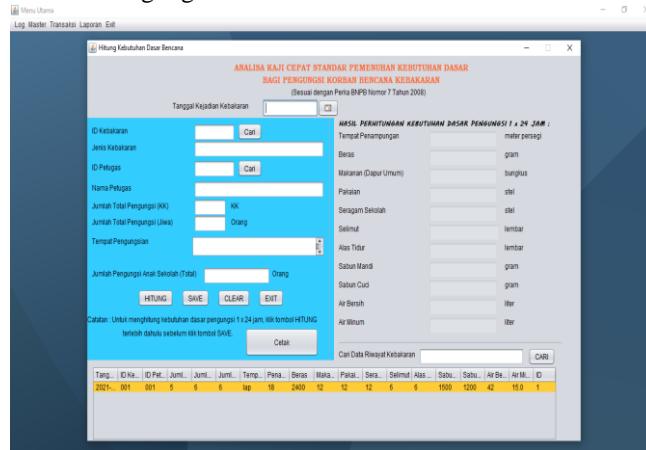 Menu Utama
Log Master Transaksi Laporan Exit
Hitung Kebutuhan Dasar Bencana
ANALISA KAJI CEPAT STANDAR PEMENUHAN KEBUTUHAN DASAR
BAGI PENGUNGSI KORBAN BENCANA KEBAKARAN
(Sesuai dengan Perka BNPB Nomor 7 Tahun 2008)
Tanggal Kejadian Kebakaran
ID Kebakaran Cari
Jenis Kebakaran
ID Petugas Cari
Nama Petugas
Jumlah Total Pengungsi (KK) KK
Jumlah Total Pengungsi (Jiwa) Orang
Tempat Pengungsian
Jumlah Pengungsi Anak Sekolah (Total) Orang
HITUNG SAVE CLEAR EXIT
Catatan : Untuk menghitung kebutuhan dasar pengungsi 1 x 24 jam, klik tombol HITUNG
terlebih dahulu sebelum klik tombol SAVE.
Cetak
HASIL PERHITUNGAN KEBUTUHAN DASAR PENGUNGSI 1 x 24 JAM :
Tempat Penampungan meter persegi
Beras gram
Makanan (Dapur Umum) bungkus
Pakaian stel
Seragam Sekolah stel
Selimut lembar
Alas Tidur lembar
Sabun Mandi gram
Sabun Cuci gram
Air Bersih liter
Air Minum liter
Cari Data Riwayat Kebakaran CARI
Tang... ID Ke... ID Pet... Juml... Juml... Juml... Temp... Pena... Beras Maka... Pakai... Sera... Selimut Alas ... Sabu... Sabu... Air Be... Air Mi... ID
2021-... 001 001 5 6 6 lap 18 2400 12 12 12 6 6 1500 1200 42 15.0 1